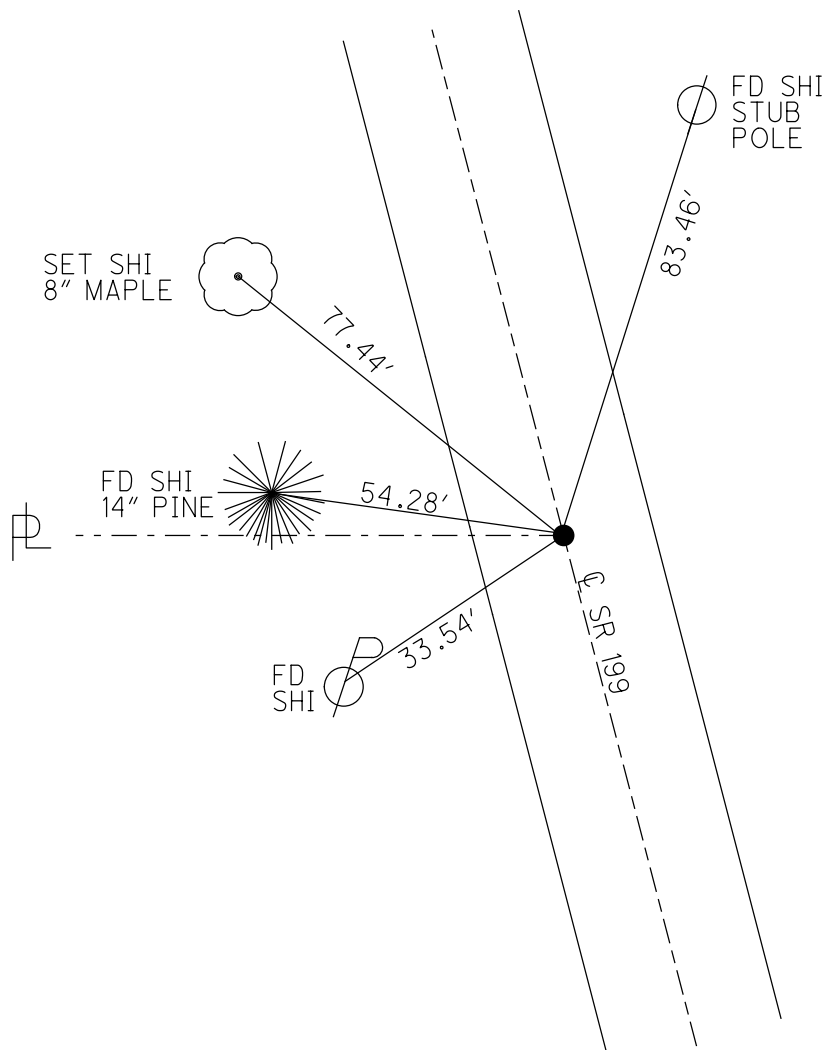 FD SHI
STUB
POLE
83.46′
SET SHI
8″ MAPLE
77.44′
FD SHI
14″ PINE
54.28′
℄ SR 199
PL
33.54′
FD
SHI
P